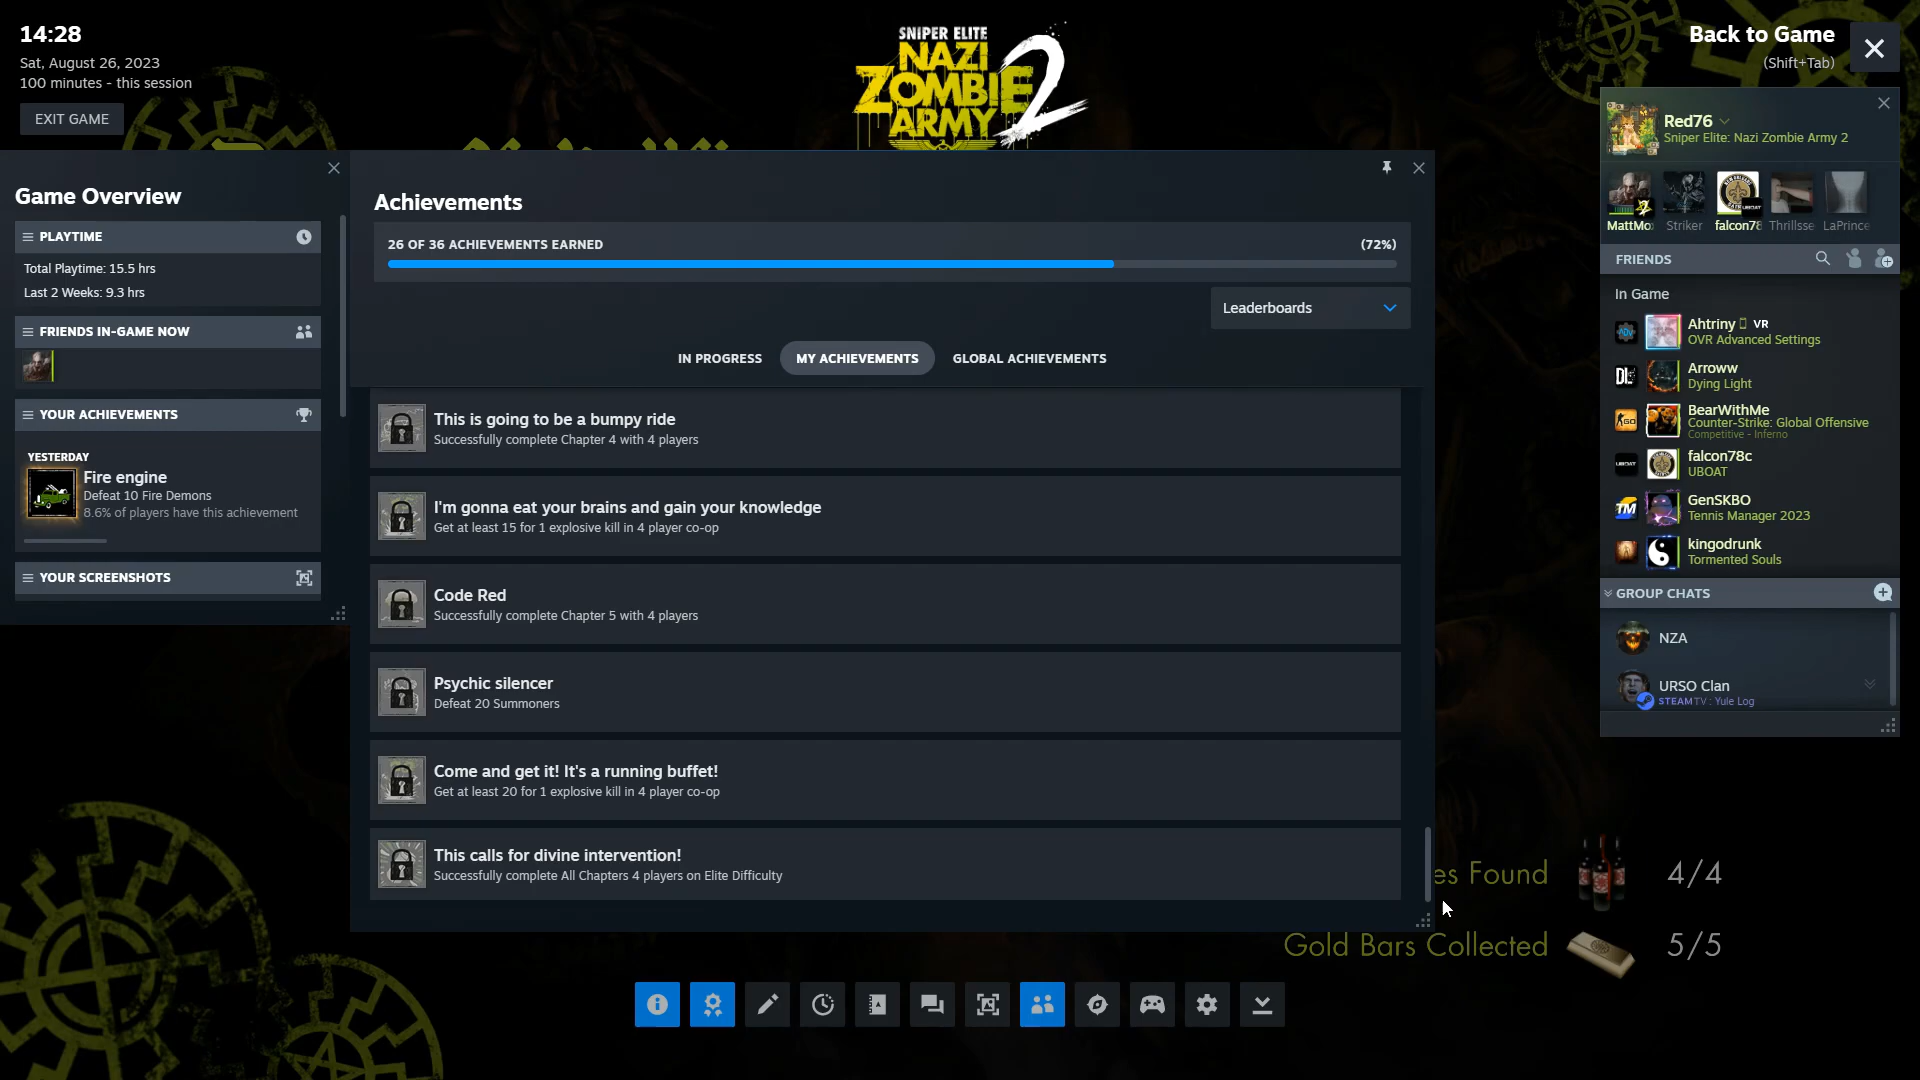 14:28
Sat, August 26, 2023
100 minutes - this session
EXIT GAME
SNIPER ELITE
NAZI
ZOMBIE
ARMY 2
Back to Game
(Shift+Tab)
Game Overview
PLAYTIME
Total Playtime: 15.5 hrs
Last 2 Weeks: 9.3 hrs
FRIENDS IN-GAME NOW
YOUR ACHIEVEMENTS
YESTERDAY
Fire engine
Defeat 10 Fire Demons
8.6% of players have this achievement
YOUR SCREENSHOTS
Achievements
26 OF 36 ACHIEVEMENTS EARNED (72%)
Leaderboards
IN PROGRESS MY ACHIEVEMENTS GLOBAL ACHIEVEMENTS
This is going to be a bumpy ride
Successfully complete Chapter 4 with 4 players
I'm gonna eat your brains and gain your knowledge
Get at least 15 for 1 explosive kill in 4 player co-op
Code Red
Successfully complete Chapter 5 with 4 players
Psychic silencer
Defeat 20 Summoners
Come and get it! It's a running buffet!
Get at least 20 for 1 explosive kill in 4 player co-op
This calls for divine intervention!
Successfully complete All Chapters 4 players on Elite Difficulty
es Found 4/4
Gold Bars Collected 5/5
Red76
Sniper Elite: Nazi Zombie Army 2
MattMo Striker falcon78 Thrillsse LaPrince
FRIENDS
In Game
Ahtriny VR
OVR Advanced Settings
Arroww
Dying Light
BearWithMe
Counter-Strike: Global Offensive
Competitive - Inferno
falcon78c
UBOAT
GenSKBO
Tennis Manager 2023
kingodrunk
Tormented Souls
GROUP CHATS
NZA
URSO Clan
STEAMTV : Yule Log